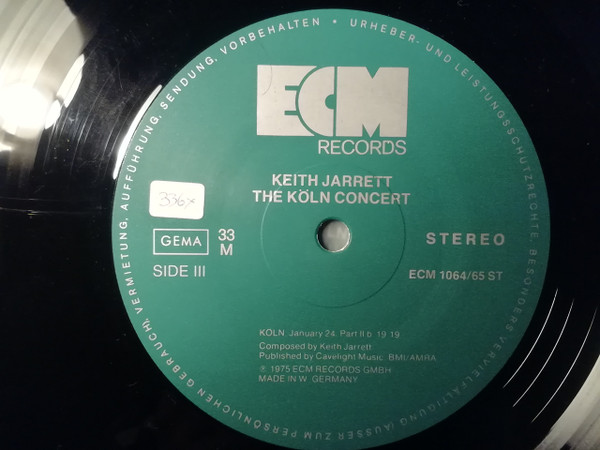 URHEBER- UND LEISTUNGSSCHUTZRECHTE, BESONDERS VERVIELFÄLTIGUNG (AUSSER ZUM PERSÖNLICHEN GEBRAUCH), VERMIETUNG, AUFFÜHRUNG, SENDUNG, VORBEHALTEN •
ECM
RECORDS
KEITH JARRETT
THE KÖLN CONCERT
GEMA
33
M
STEREO
SIDE III
ECM 1064/65 ST
KÖLN, January 24, Part II b 19:19
Composed by Keith Jarrett
Published by Cavelight Music, BMI/AMRA
℗ 1975 ECM RECORDS GMBH
MADE IN W. GERMANY